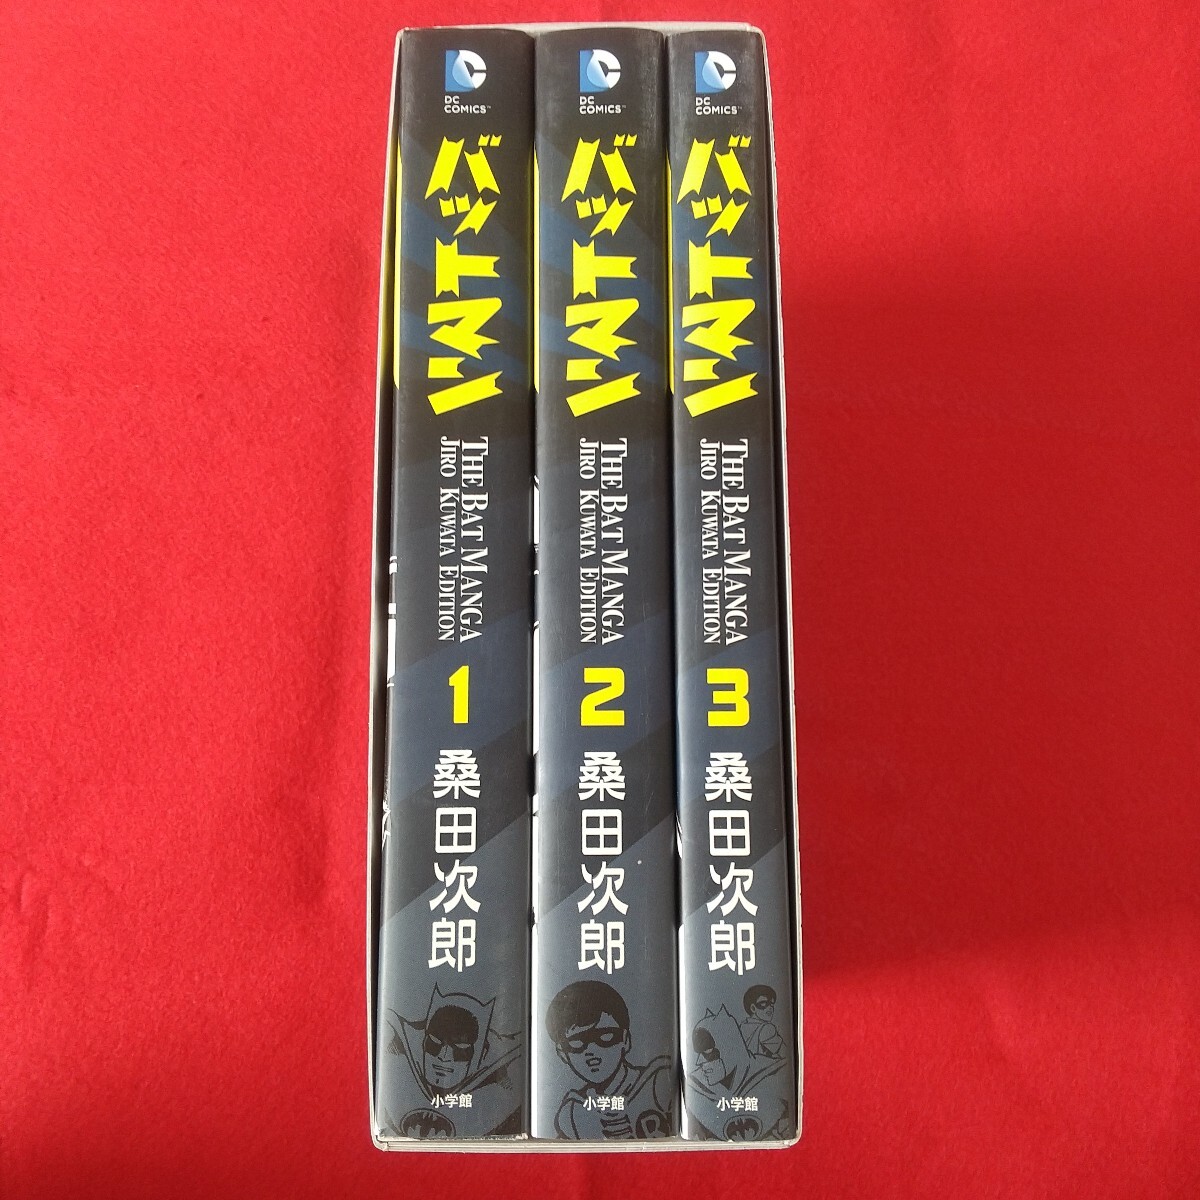 DC
COMICS™
バットマン
THE BAT MANGA
JIRO KUWATA EDITION
1
桑田次郎
小学館
DC
COMICS™
バットマン
THE BAT MANGA
JIRO KUWATA EDITION
2
桑田次郎
小学館
DC
COMICS™
バットマン
THE BAT MANGA
JIRO KUWATA EDITION
3
桑田次郎
小学館